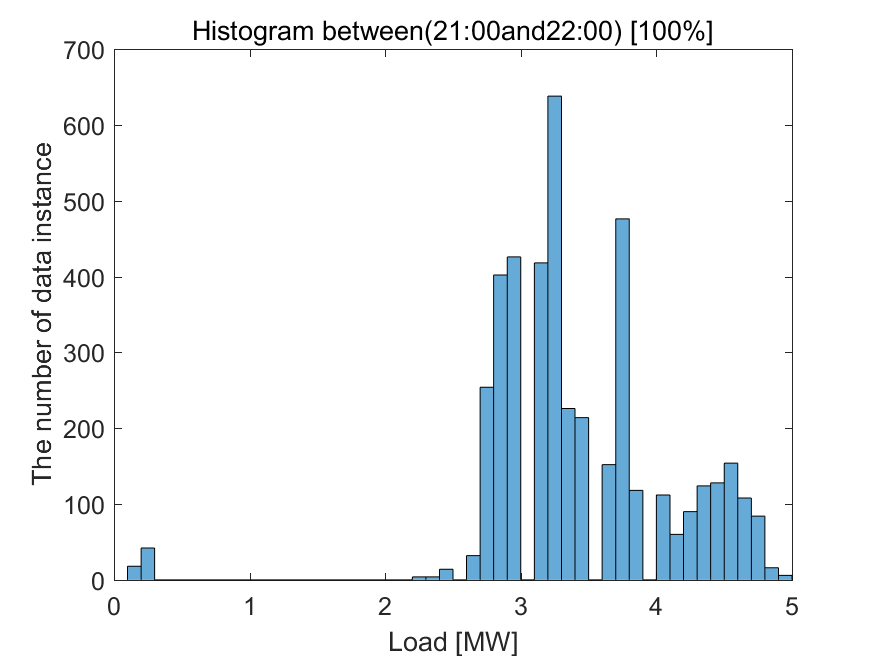 Histogram between(21:00and22:00) [100%]
700
600
500
400
300
200
100
0
The number of data instance
0 1 2 3 4 5
Load [MW]